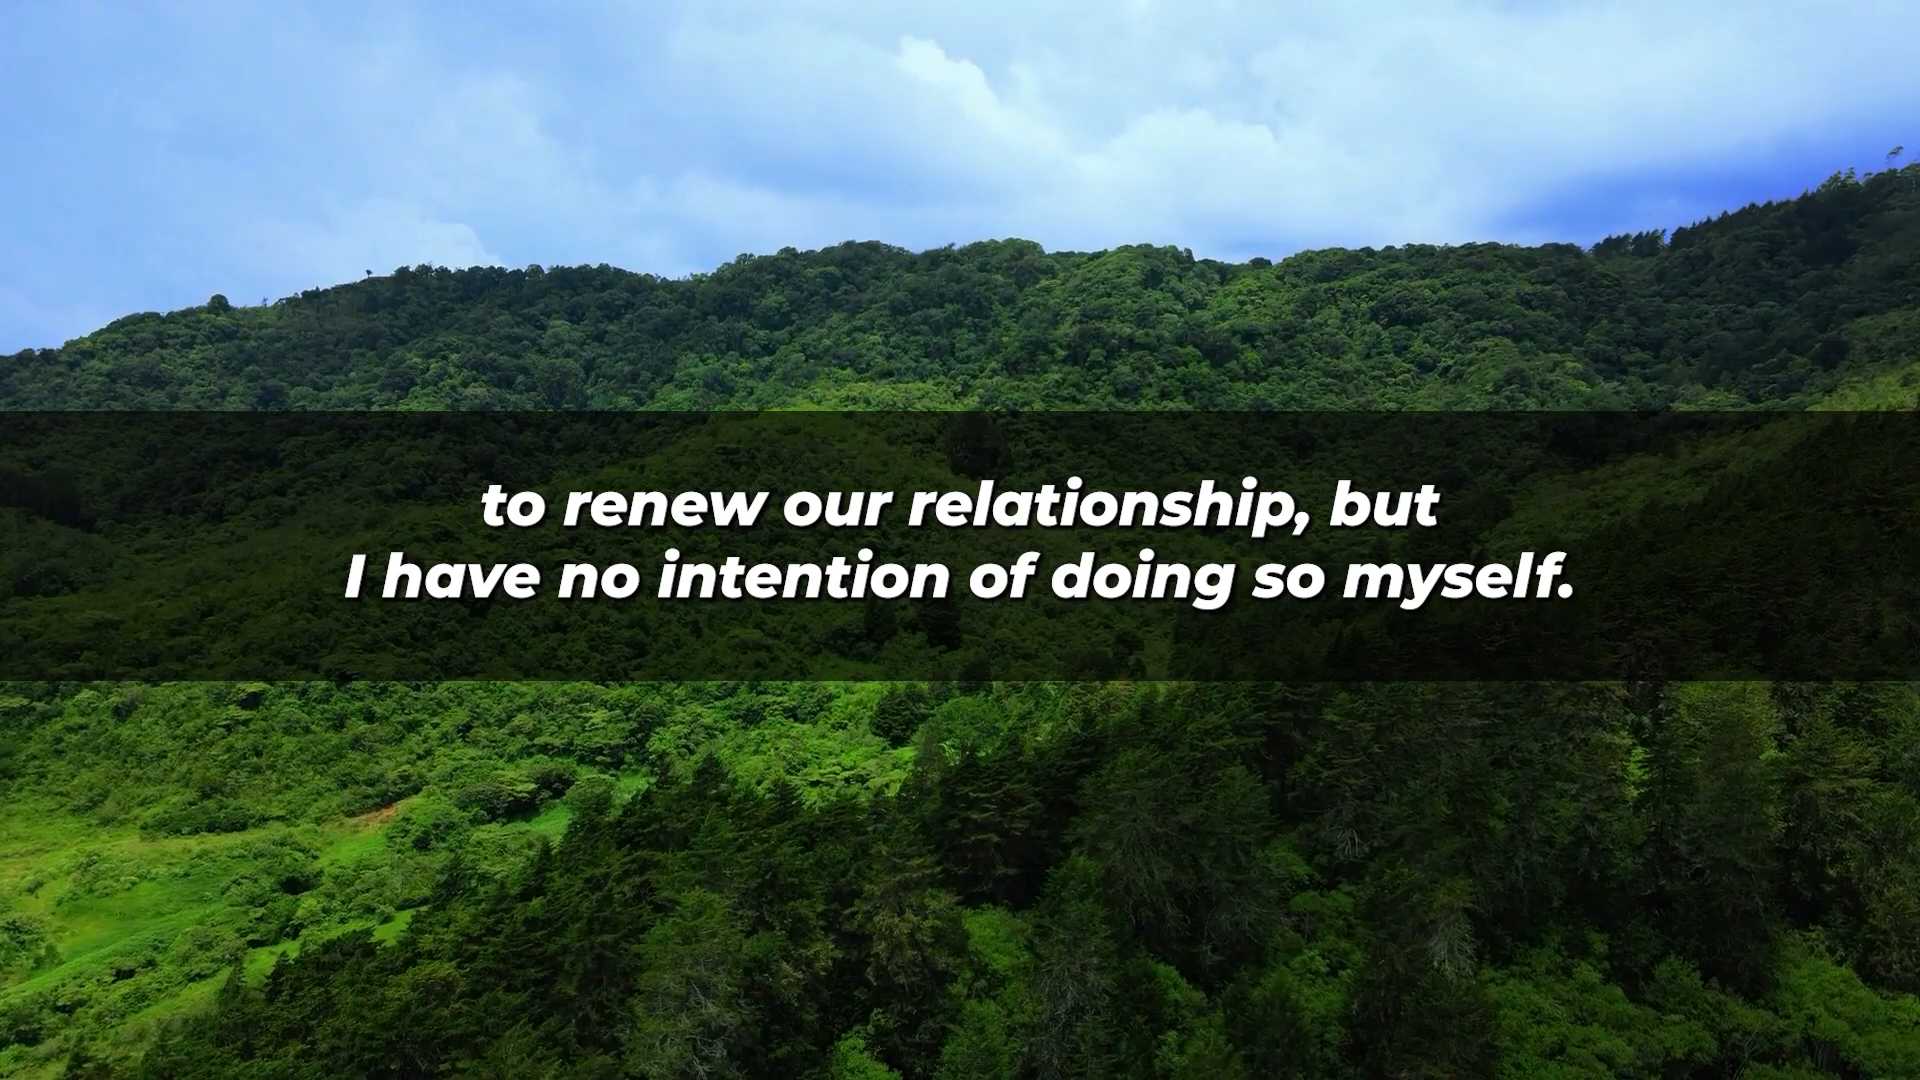 to renew our relationship, but
I have no intention of doing so myself.